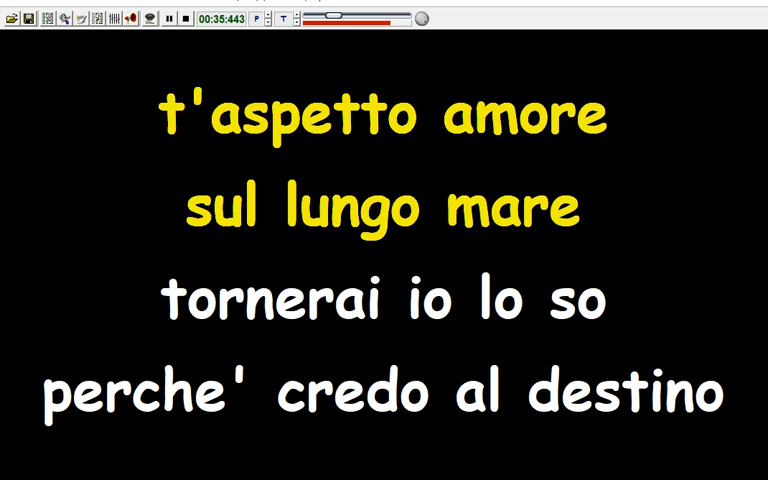 00:35:443 P T
t'aspetto amore
sul lungo mare
tornerai io lo so
perche' credo al destino